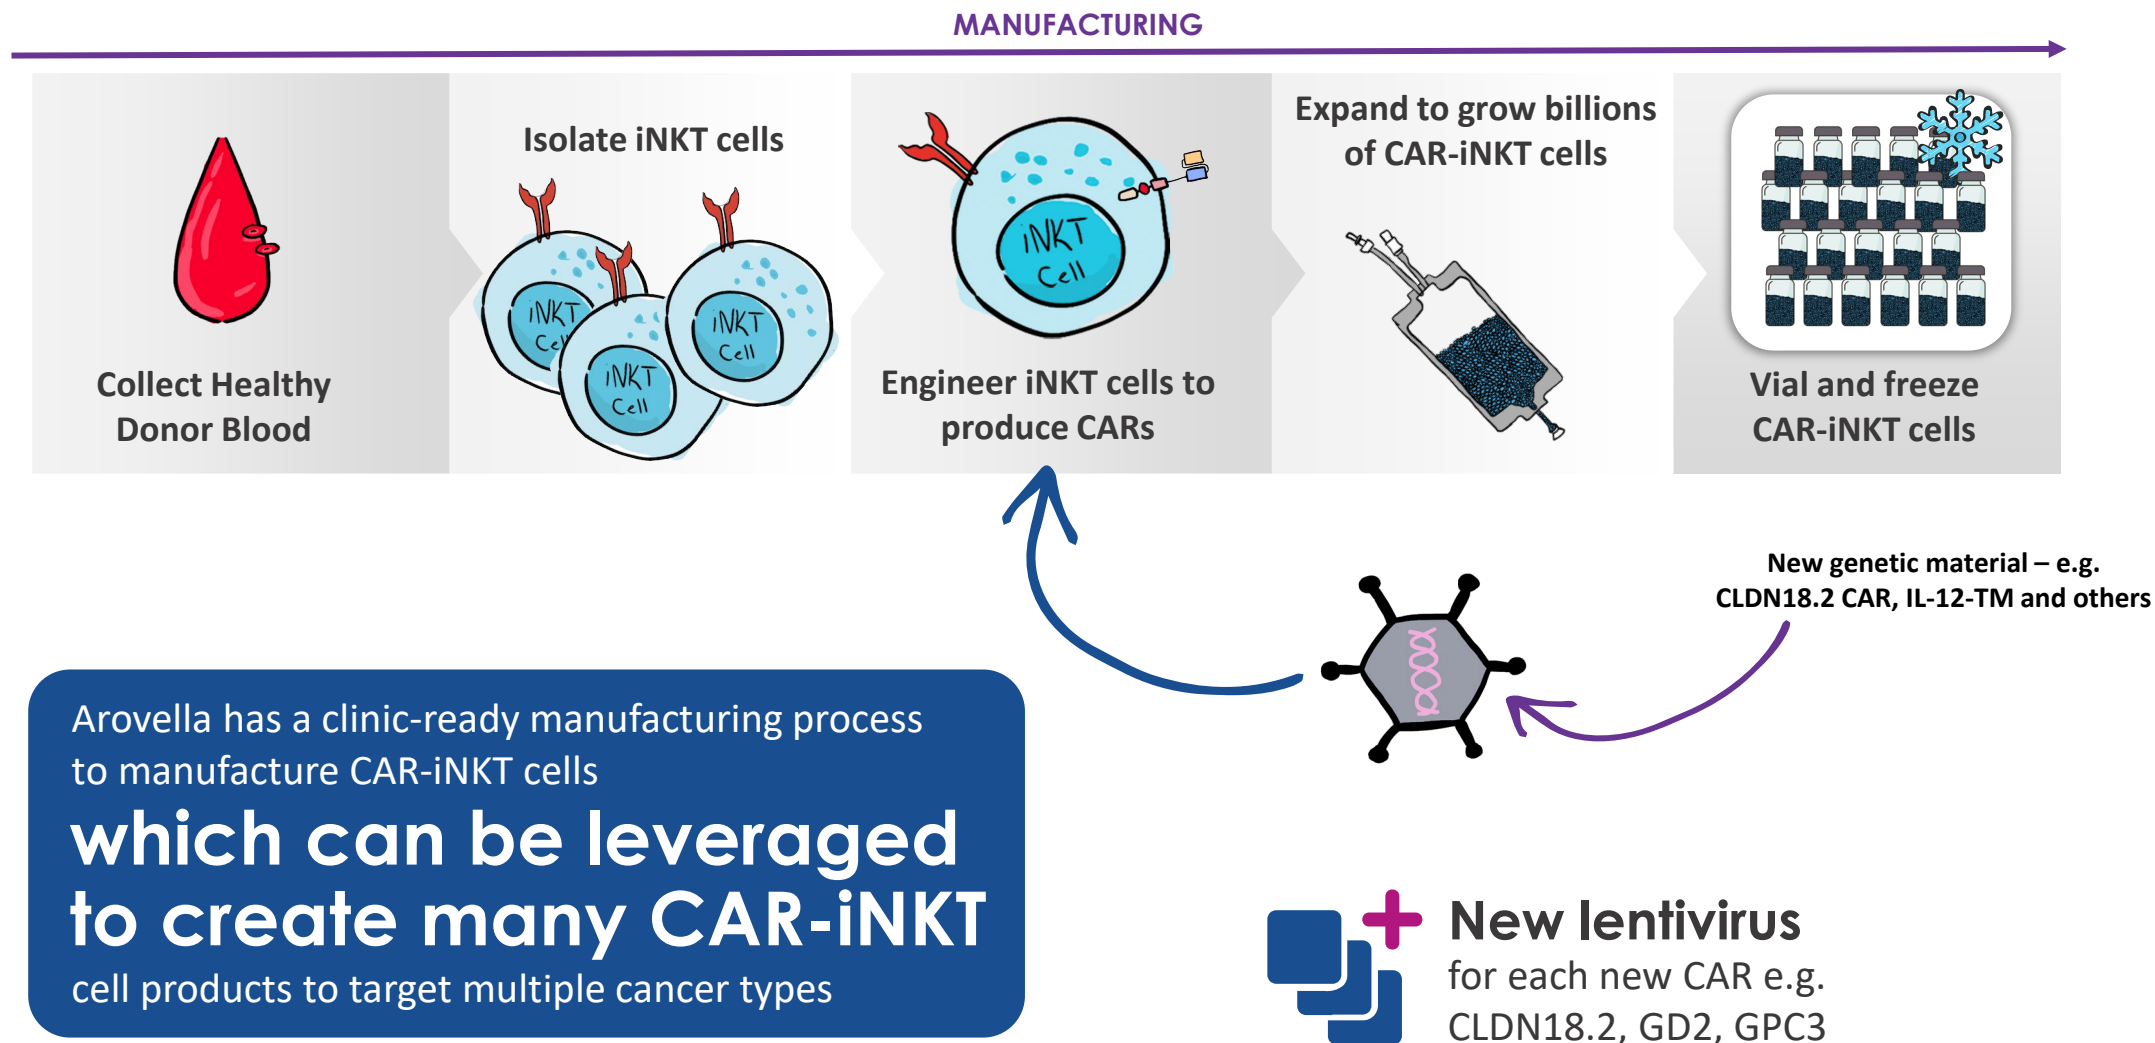 MANUFACTURING
Collect Healthy
Donor Blood
Isolate iNKT cells
iNKT
Cell
iNKT
Cell
iNKT
Cell
iNKT
Cell
Engineer iNKT cells to
produce CARs
Expand to grow billions
of CAR-iNKT cells
Vial and freeze
CAR-iNKT cells
New genetic material – e.g.
CLDN18.2 CAR, IL-12-TM and others
Arovella has a clinic-ready manufacturing process
to manufacture CAR-iNKT cells
which can be leveraged
to create many CAR-iNKT
cell products to target multiple cancer types
New lentivirus
for each new CAR e.g.
CLDN18.2, GD2, GPC3